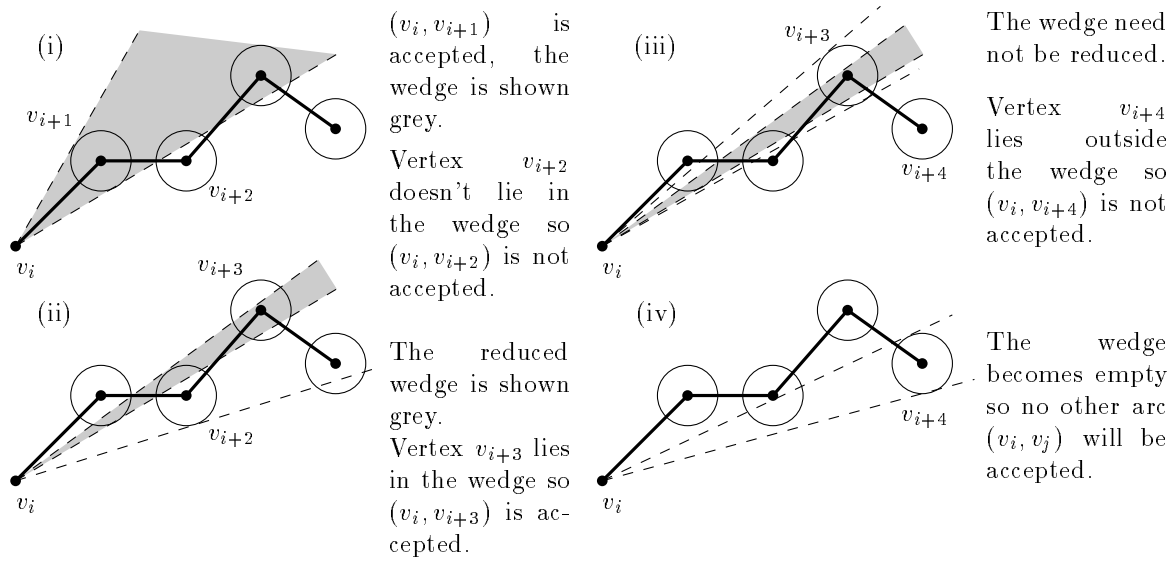 (i)
v_{i+1}
v_{i+2}
v_i
(v_i, v_{i+1}) is
accepted, the
wedge is shown
grey.
Vertex v_{i+2}
doesn't lie in
the wedge so
(v_i, v_{i+2}) is not
accepted.
(ii)
v_{i+3}
v_{i+2}
v_i
The reduced
wedge is shown
grey.
Vertex v_{i+3} lies
in the wedge so
(v_i, v_{i+3}) is ac-
cepted.
(iii)
v_{i+3}
v_{i+4}
v_i
The wedge need
not be reduced.
Vertex v_{i+4}
lies outside
the wedge so
(v_i, v_{i+4}) is not
accepted.
(iv)
v_{i+4}
v_i
The wedge
becomes empty
so no other arc
(v_i, v_j) will be
accepted.